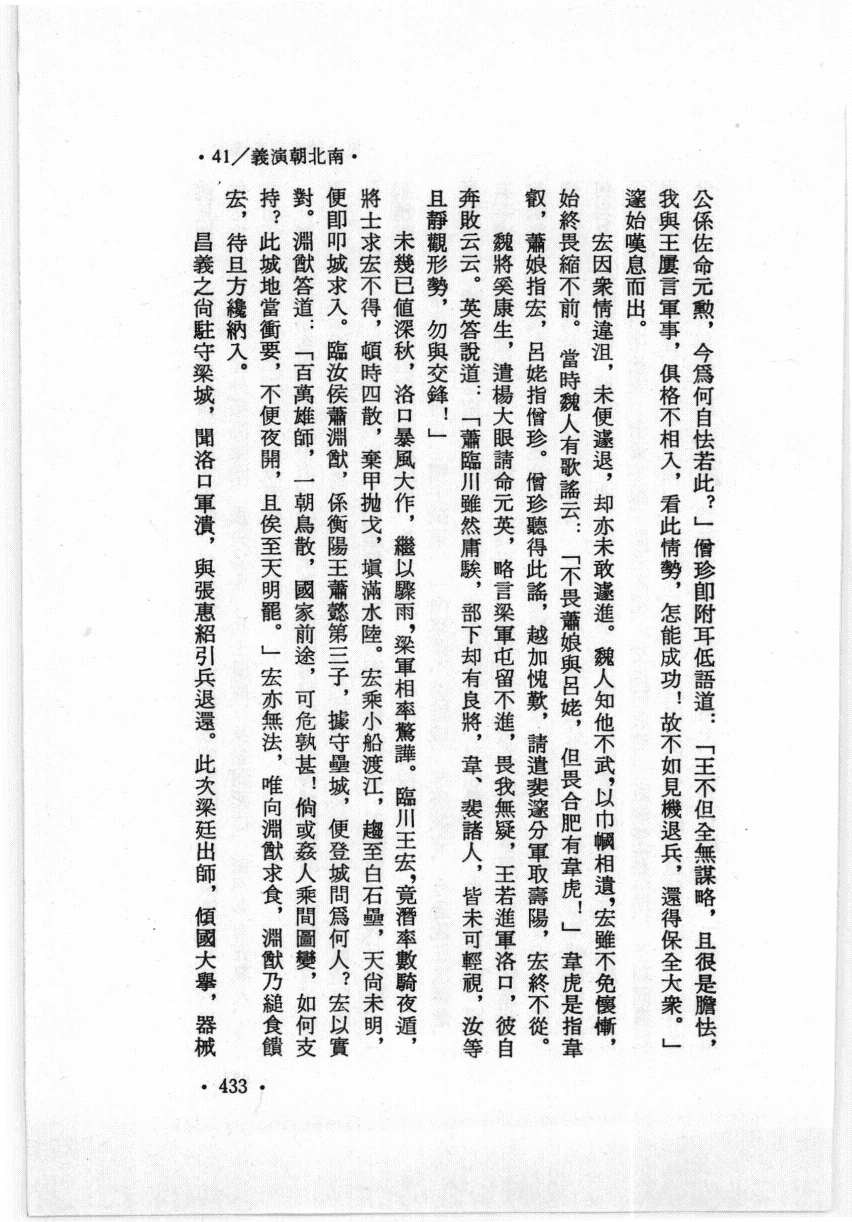 ・41／義演朝北南・
公係佐命元勳，今爲何自怯若此？」僧珍卽附耳低語道：「王不但全無謀略，且很是膽怯，
我與王屢言軍事，俱格不相入，看此情勢，怎能成功！故不如見機退兵，還得保全大衆。」
邃始嘆息而出。
宏因衆情違沮，未便遽退，却亦未敢遽進。魏人知他不武，以巾幗相遺，宏雖不免懷慚，
始終畏縮不前。當時魏人有歌謠云：「不畏蕭娘與呂姥，但畏合肥有韋虎！」韋虎是指韋
叡，蕭娘指宏，呂姥指僧珍。僧珍聽得此謠，越加愧歎，請遣裴邃分軍取壽陽，宏終不從。
魏將奚康生，遣楊大眼請命元英，略言梁軍屯留不進，畏我無疑，王若進軍洛口，彼自
奔敗云云。英答說道：「蕭臨川雖然庸騃，部下却有良將，韋、裴諸人，皆未可輕視，汝等
且靜觀形勢，勿與交鋒！」
未幾已値深秋，洛口暴風大作，繼以驟雨，梁軍相率驚譁。臨川王宏，竟潛率數騎夜遁，
將士求宏不得，頓時四散，棄甲拋戈，塡滿水陸。宏乘小船渡江，趨至白石壘，天尙未明，
便卽叩城求入。臨汝侯蕭淵猷，係衡陽王蕭懿第三子，據守壘城，便登城問爲何人？宏以實
對。淵猷答道：「百萬雄師，一朝鳥散，國家前途，可危孰甚！倘或姦人乘間圖變，如何支
持？此城地當衝要，不便夜開，且俟至天明罷。」宏亦無法，唯向淵猷求食，淵猷乃縋食饋
宏，待旦方纔納入。
昌義之尙駐守梁城，聞洛口軍潰，與張惠紹引兵退還。此次梁廷出師，傾國大擧，器械
・433・